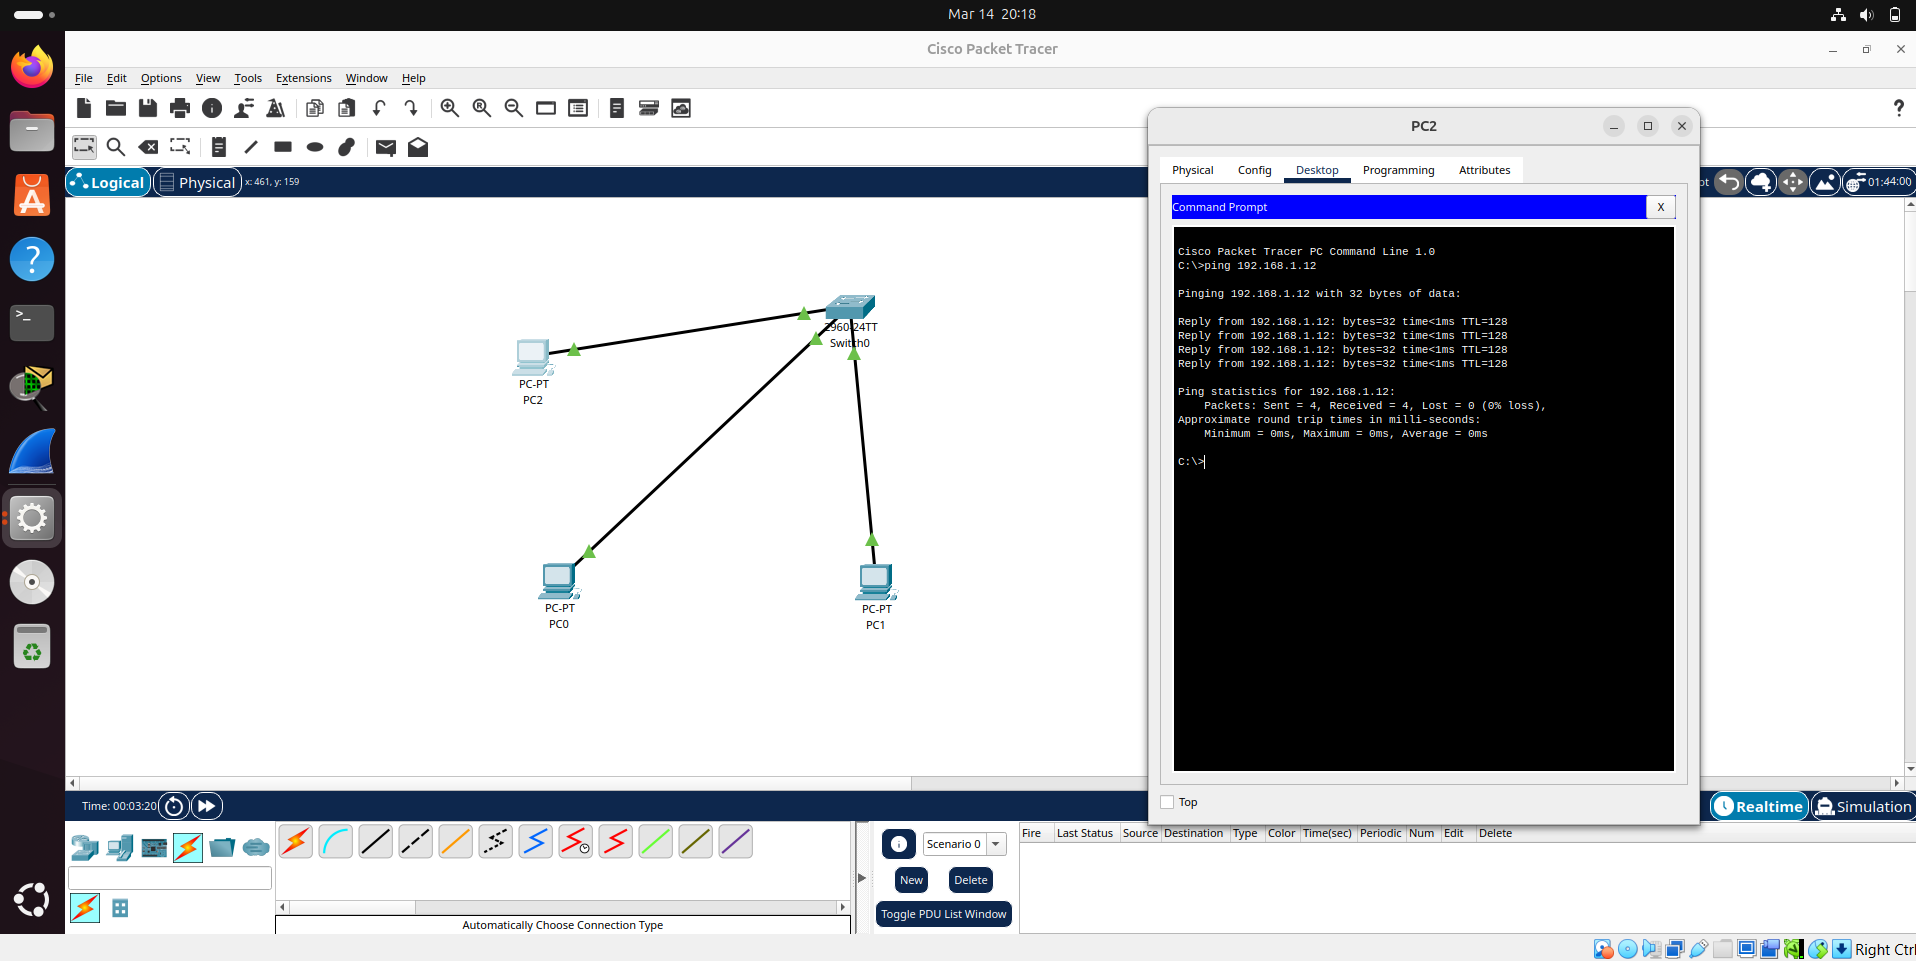 Mar 14 20:18
Cisco Packet Tracer
File Edit Options View Tools Extensions Window Help
?
Logical
Physical
x: 461, y: 159
01:44:00
2960-24TT
Switch0
PC-PT
PC2
PC-PT
PC0
PC-PT
PC1
PC2
Physical Config Desktop Programming Attributes
Command Prompt
X
Cisco Packet Tracer PC Command Line 1.0
C:\>ping 192.168.1.12
Pinging 192.168.1.12 with 32 bytes of data:
Reply from 192.168.1.12: bytes=32 time<1ms TTL=128
Reply from 192.168.1.12: bytes=32 time<1ms TTL=128
Reply from 192.168.1.12: bytes=32 time<1ms TTL=128
Reply from 192.168.1.12: bytes=32 time<1ms TTL=128
Ping statistics for 192.168.1.12:
Packets: Sent = 4, Received = 4, Lost = 0 (0% loss),
Approximate round trip times in milli-seconds:
Minimum = 0ms, Maximum = 0ms, Average = 0ms
C:\>
Top
Time: 00:03:20
Realtime
Simulation
Automatically Choose Connection Type
Scenario 0
New
Delete
Toggle PDU List Window
Fire Last Status Source Destination Type Color Time(sec) Periodic Num Edit Delete
Right Ctrl